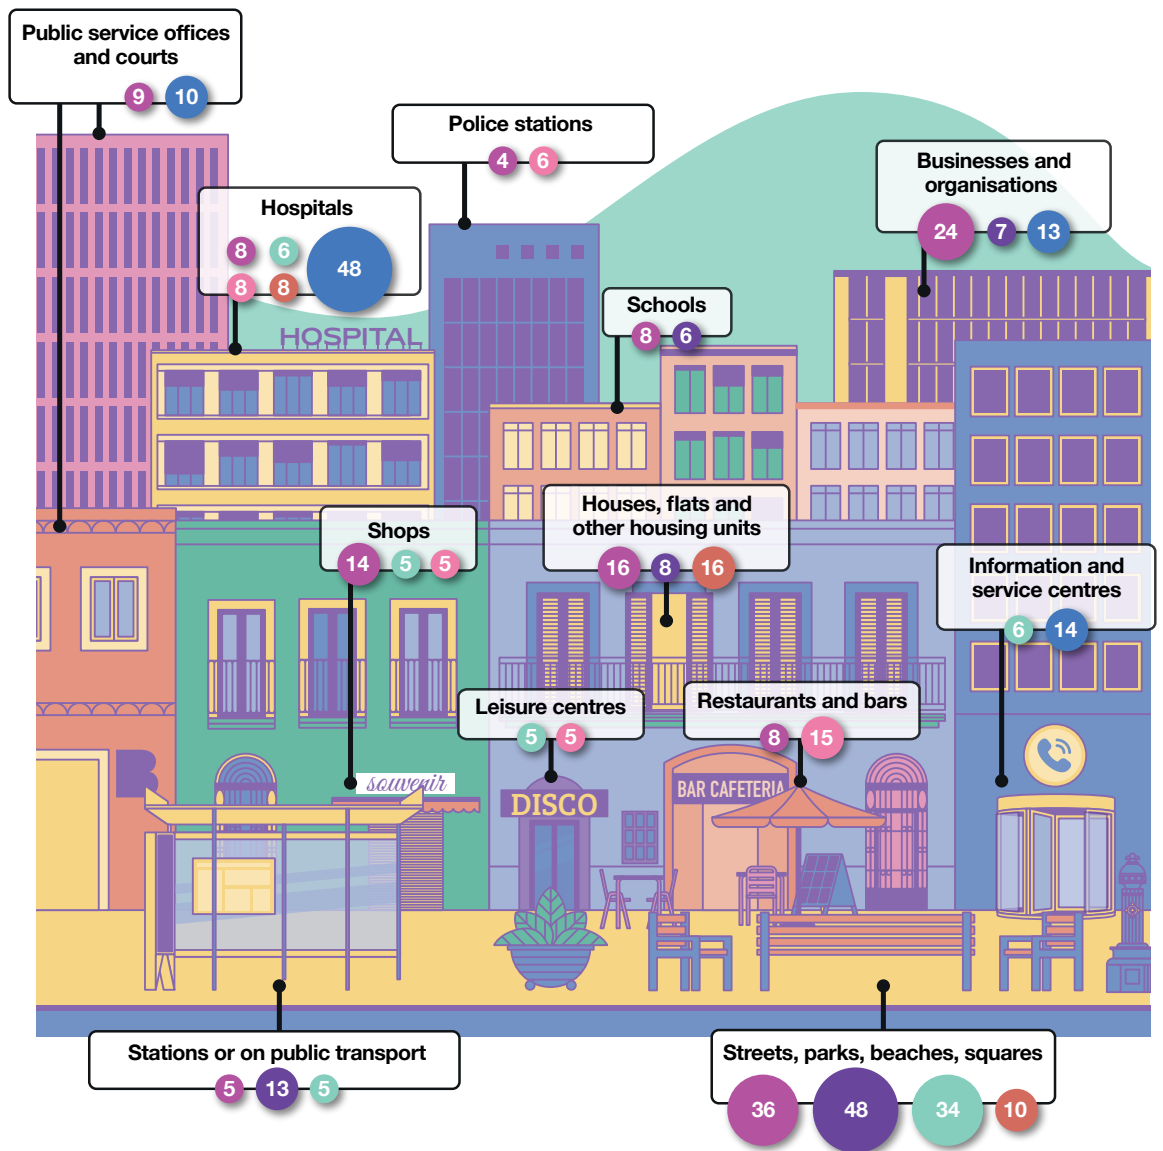 Public service offices
and courts
9 10
Police stations
4 6
Businesses and
organisations
24 7 13
Hospitals
8 6 48
8 8
HOSPITAL
Schools
8 6
Shops
14 5 5
Houses, flats and
other housing units
16 8 16
Information and
service centres
6 14
Leisure centres
5 5
Restaurants and bars
8 15
B
souvenir
DISCO
BAR CAFETERIA
Stations or on public transport
5 13 5
Streets, parks, beaches, squares
36 48 34 10